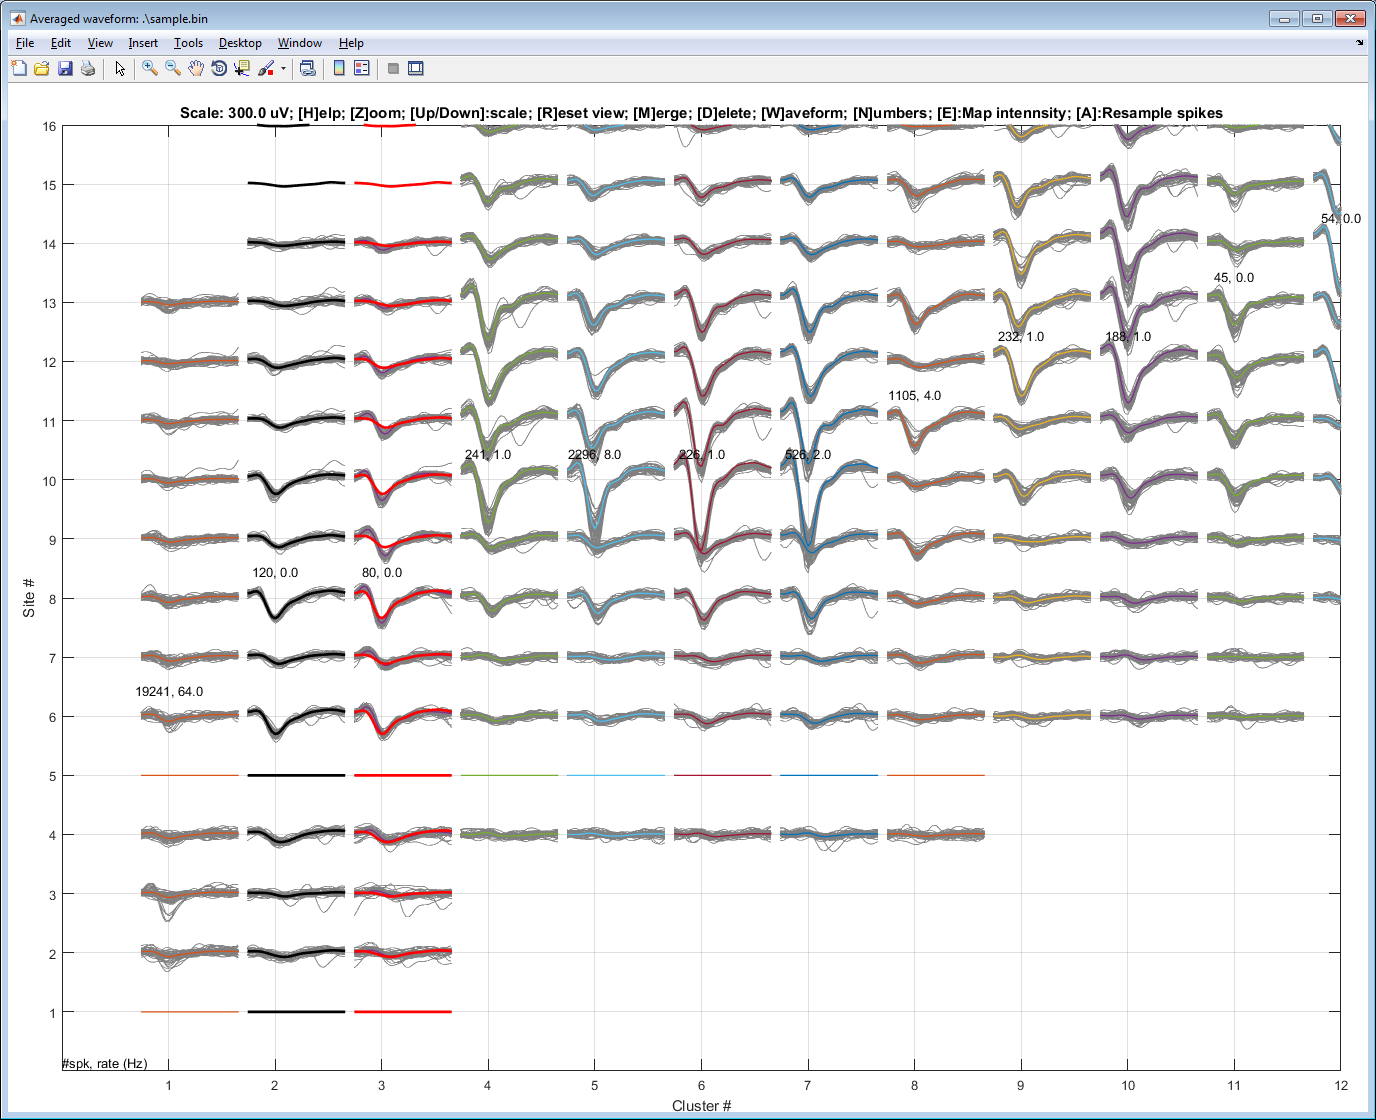 Averaged waveform: .\sample.bin
File Edit View Insert Tools Desktop Window Help
Scale: 300.0 uV; [H]elp; [Z]oom; [Up/Down]:scale; [R]eset view; [M]erge; [D]elete; [W]aveform; [N]umbers; [E]:Map intennsity; [A]:Resample spikes
16
15
54, 0.0
14
45, 0.0
13
232, 1.0 188, 1.0
12
1105, 4.0
11
241, 1.0 2296, 8.0 226, 1.0 526, 2.0
10
9
120, 0.0 80, 0.0
8
Site #
7
19241, 64.0
6
5
4
3
2
1
#spk, rate (Hz)
1 2 3 4 5 6 7 8 9 10 11 12
Cluster #